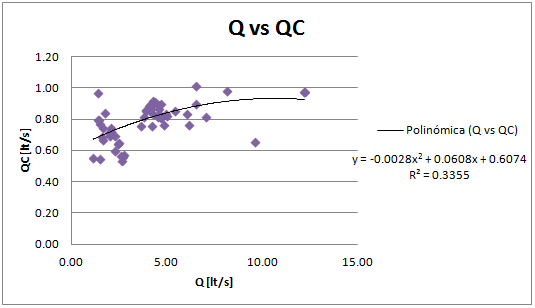 Q vs QC
1.20
1.00
0.80
0.60
0.40
0.20
0.00
QC [lt/s]
0.00 5.00 10.00 15.00
Q [lt/s]
Polinómica (Q vs QC)
y = -0.0028x² + 0.0608x + 0.6074
R² = 0.3355